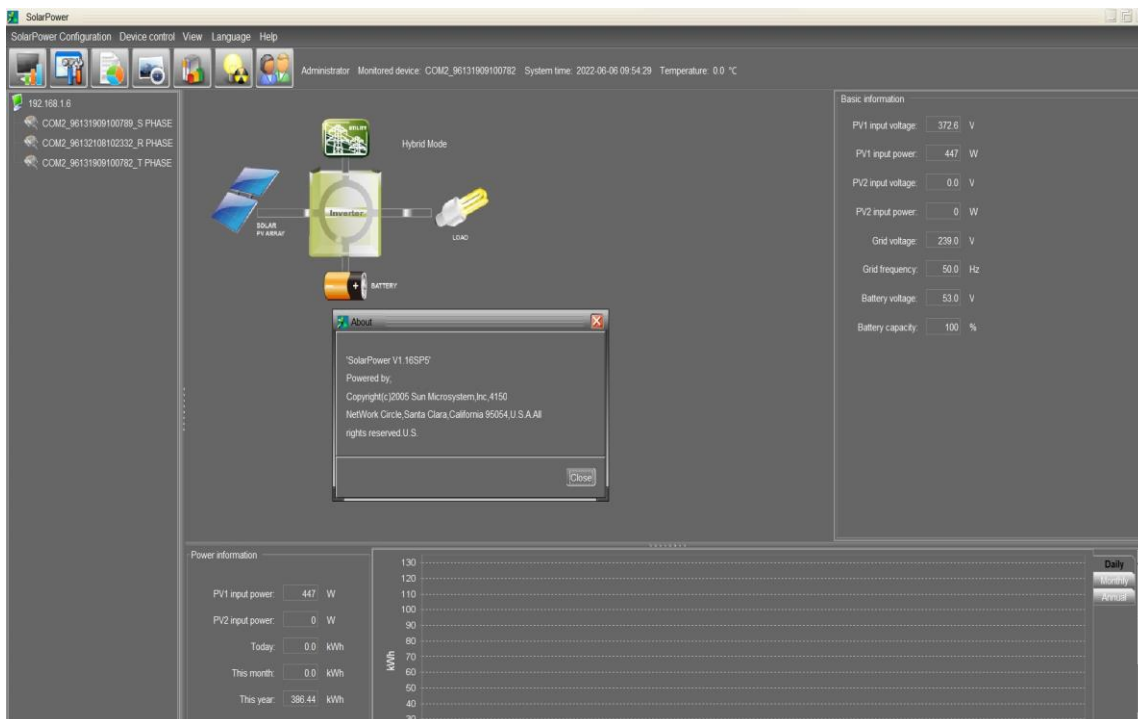 SolarPower
SolarPower Configuration Device control View Language Help
Administrator Monitored device: COM2_96131909100782 System time: 2022-06-06 09:54:29 Temperature: 0.0 °C
192.168.1.6
COM2_96131909100789_S PHASE
COM2_96132108102332_R PHASE
COM2_96131909100782_T PHASE
UTILITY
Hybrid Mode
Inverter
SOLAR
PV ARRAY
LOAD
BATTERY
Basic information
PV1 input voltage: 372.6 V
PV1 input power: 447 W
PV2 input voltage: 0.0 V
PV2 input power: 0 W
Grid voltage: 239.0 V
Grid frequency: 50.0 Hz
Battery voltage: 53.0 V
Battery capacity: 100 %
About
'SolarPower V1.16SP5'
Powered by;
Copyright(c)2005 Sun Microsystem,Inc,4150
NetWork Circle,Santa Clara,California 95054,U.S.A.All
rights reserved.U.S.
Close
Power information
PV1 input power: 447 W
PV2 input power: 0 W
Today: 0.0 kWh
This month: 0.0 kWh
This year: 386.44 kWh
kWh
130
120
110
100
90
80
70
60
50
40
30
Daily
Monthly
Annual